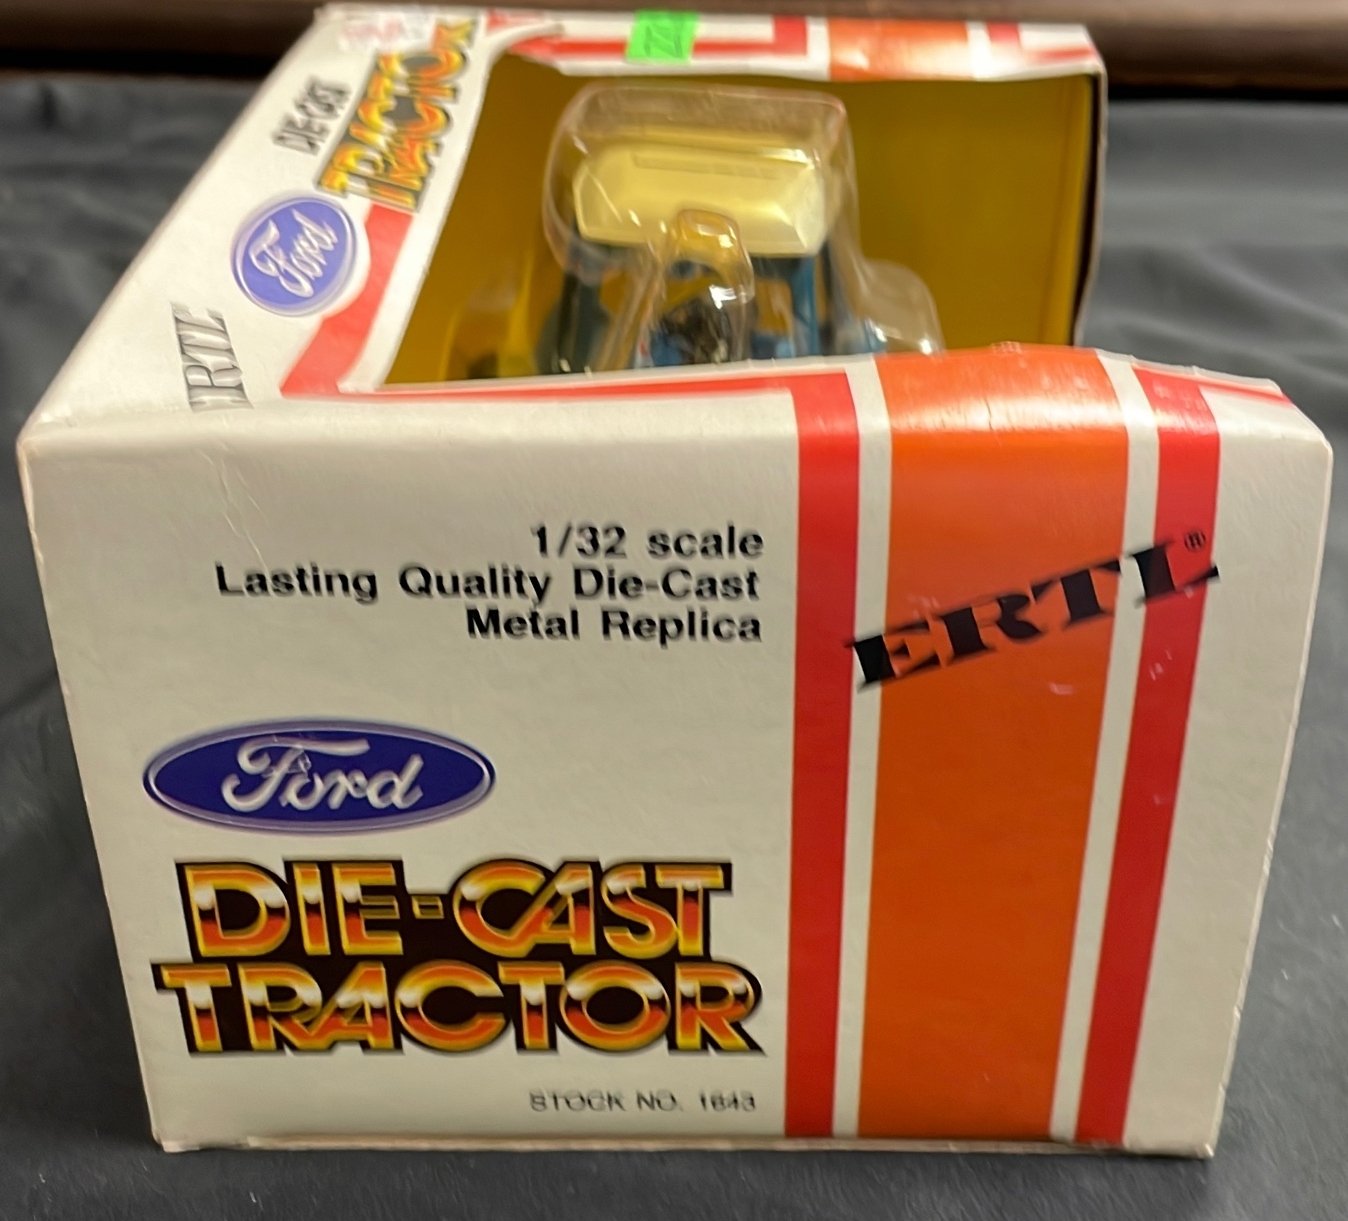 DIE-CAST
TRACTOR
Ford
ERTL
1/32 scale
Lasting Quality Die-Cast
Metal Replica
ERTL®
Ford
DIE-CAST
TRACTOR
STOCK NO. 1643